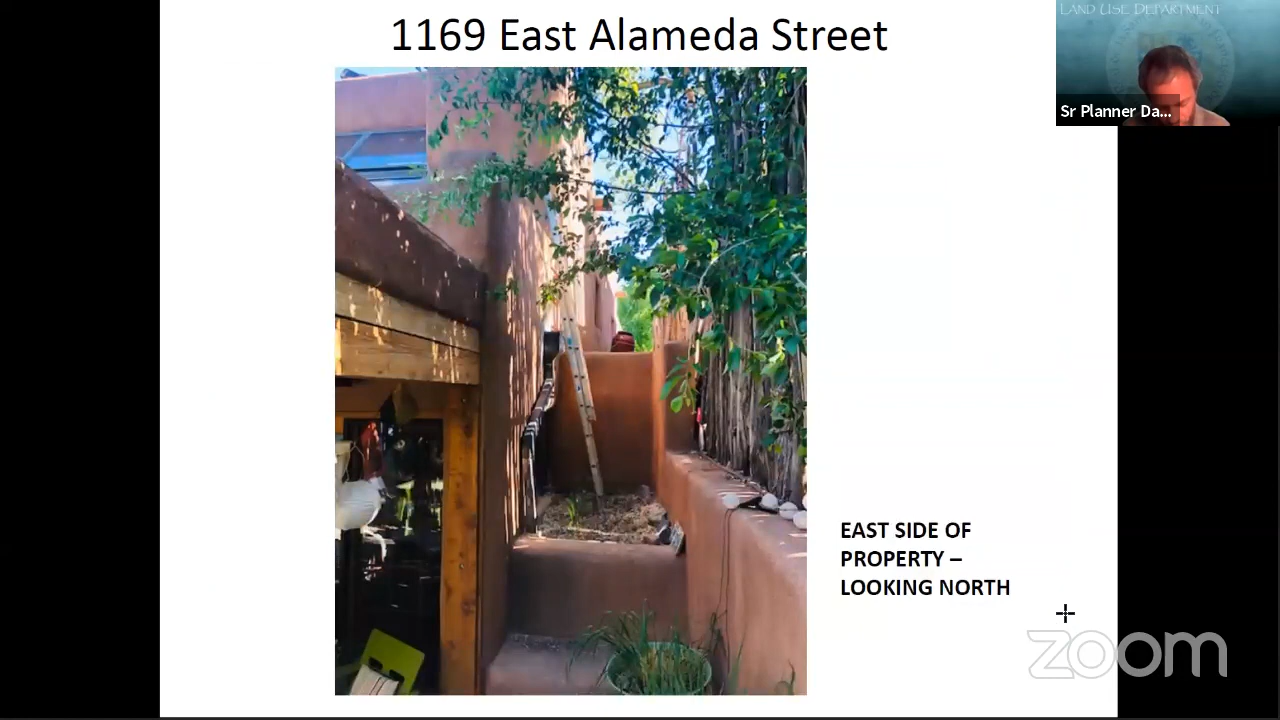 1169 East Alameda Street
LAND USE DEPARTMENT
Sr Planner Da...
EAST SIDE OF
PROPERTY –
LOOKING NORTH
zoom